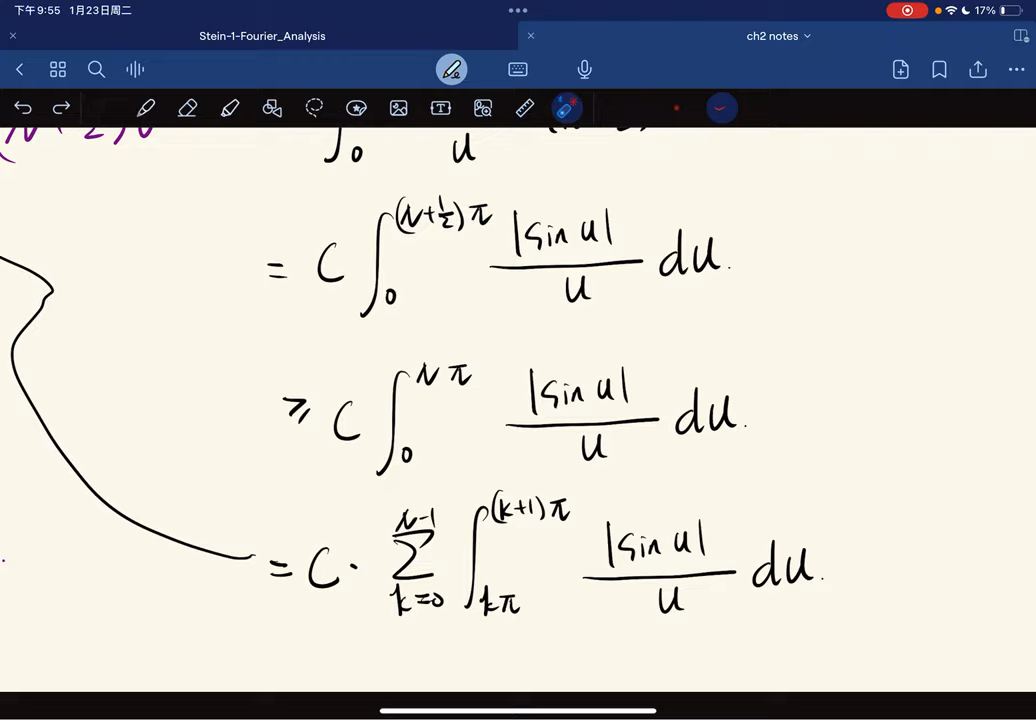 下午9:55 1月23日周二
17%
Stein-1-Fourier_Analysis
ch2 notes
∫_0 u
= C ∫_0^{(N+½)π} |sin u| / u du.
≥ C ∫_0^{Nπ} |sin u| / u du.
= C · ∑_{k=0}^{N-1} ∫_{kπ}^{(k+1)π} |sin u| / u du.